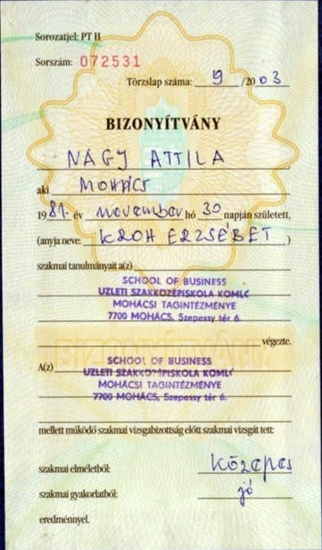 Sorozatjel: PT H
Sorszám: 072531
Törzslap száma: 9 /2003
BIZONYÍTVÁNY
NAGY ATTILA
aki MOHÁCS
1981. év november hó 30 napján született,
(anyja neve: KROH ERZSÉBET )
szakmai tanulmányait a(z)
SCHOOL OF BUSINESS
UZLETI SZAKKÖZÉPISKOLA KOMLÓ
MOHÁCSI TAGINTÉZMÉNYE
7700 MOHÁCS, Szepessy tér 6.
végezte.
BIZONYÍTVÁNY
A(z)
SCHOOL OF BUSINESS
UZLETI SZAKKÖZÉPISKOLA KOMLÓ
MOHÁCSI TAGINTÉZMÉNYE
7700 MOHÁCS, Szepessy tér 6.
mellett működő szakmai vizsgabizottság előtt szakmai vizsgát tett:
szakmai elméletből: közepes
szakmai gyakorlatból: jó
eredménnyel.